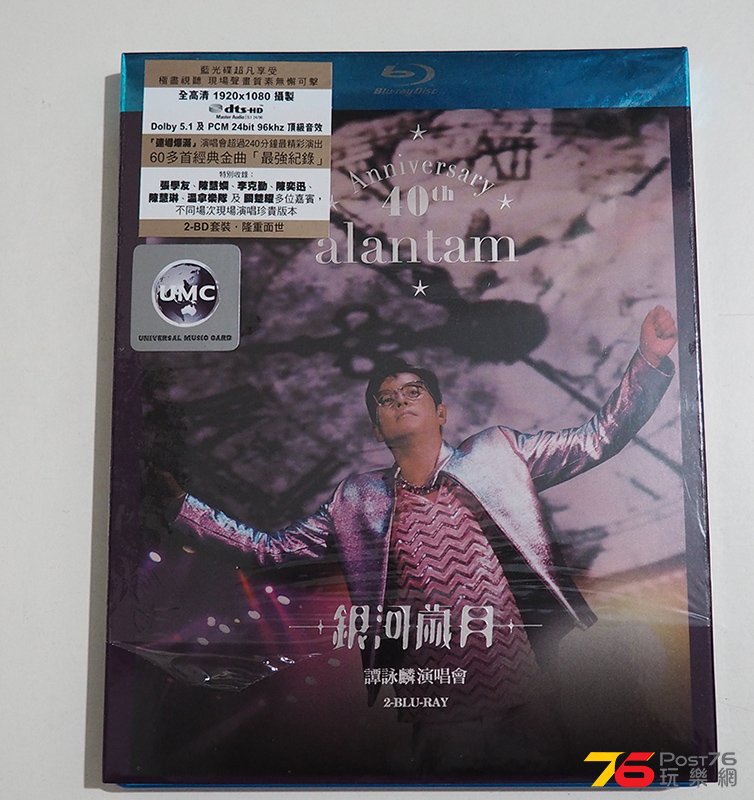 藍光碟超凡享受
極盡視聽 現場聲畫質素無懈可擊
全高清 1920x1080 攝製
dts-HD
Master Audio
Dolby 5.1 及 PCM 24bit 96khz 頂級音效
「連場爆滿」演唱會超過240分鐘最精彩演出
60多首經典金曲「最強紀錄」
特別收錄:
張學友、陳慧嫻、李克勤、陳奕迅、
陳慧琳、溫拿樂隊 及 關楚耀多位嘉賓,
不同場次現場演唱珍貴版本
2-BD套裝・隆重面世
UMC
UNIVERSAL MUSIC CARD
Blu-ray Disc
Anniversary
40th
alantam
銀河歲月
譚詠麟演唱會
2-BLU-RAY
76 Post76
玩樂網